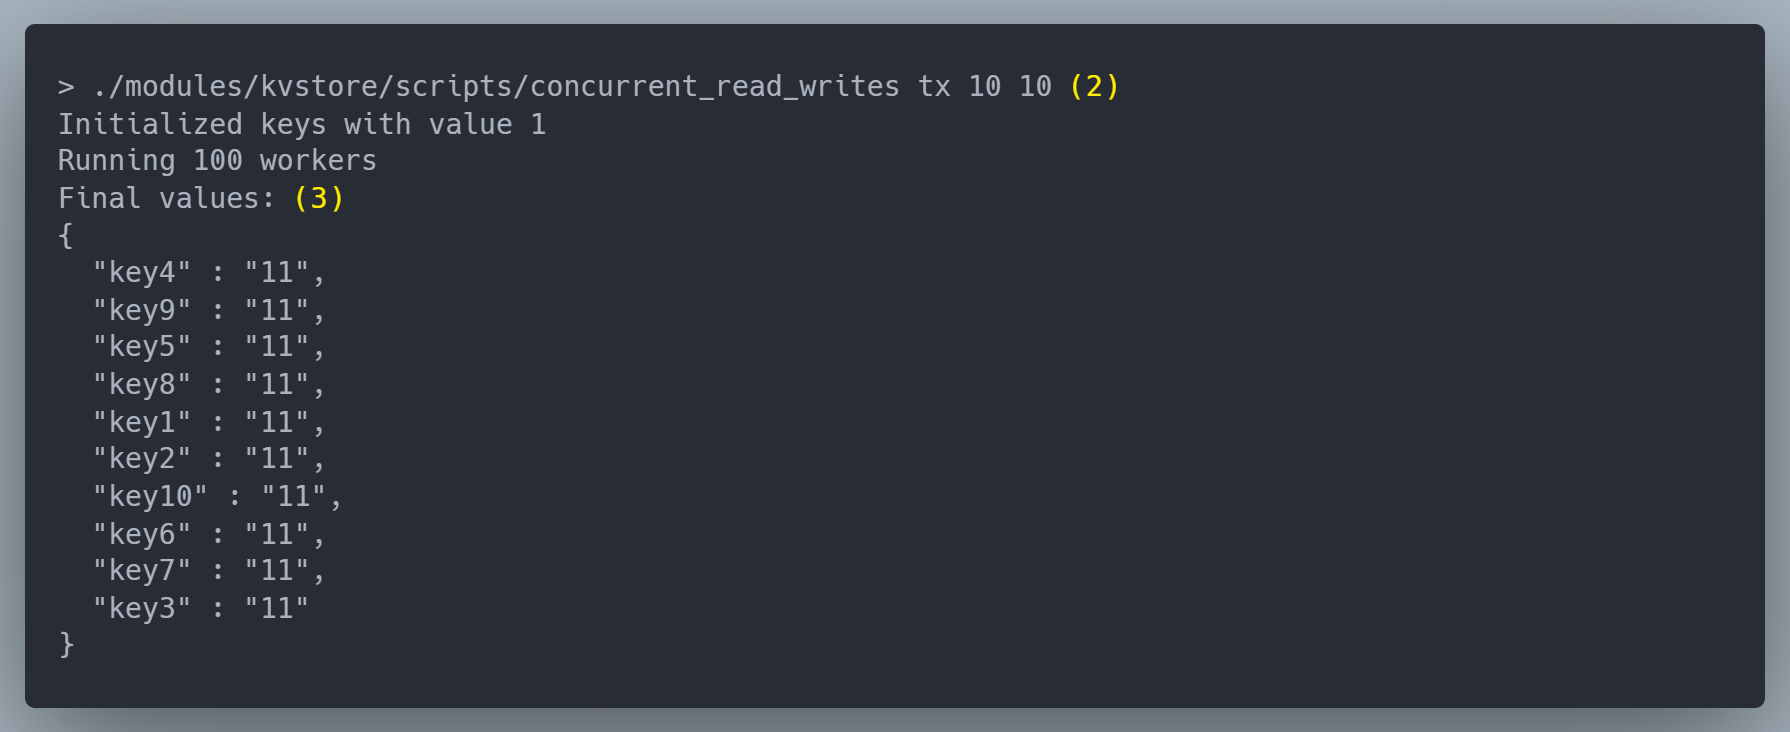 > ./modules/kvstore/scripts/concurrent_read_writes tx 10 10 (2)
Initialized keys with value 1
Running 100 workers
Final values: (3)
{
  "key4" : "11",
  "key9" : "11",
  "key5" : "11",
  "key8" : "11",
  "key1" : "11",
  "key2" : "11",
  "key10" : "11",
  "key6" : "11",
  "key7" : "11",
  "key3" : "11"
}